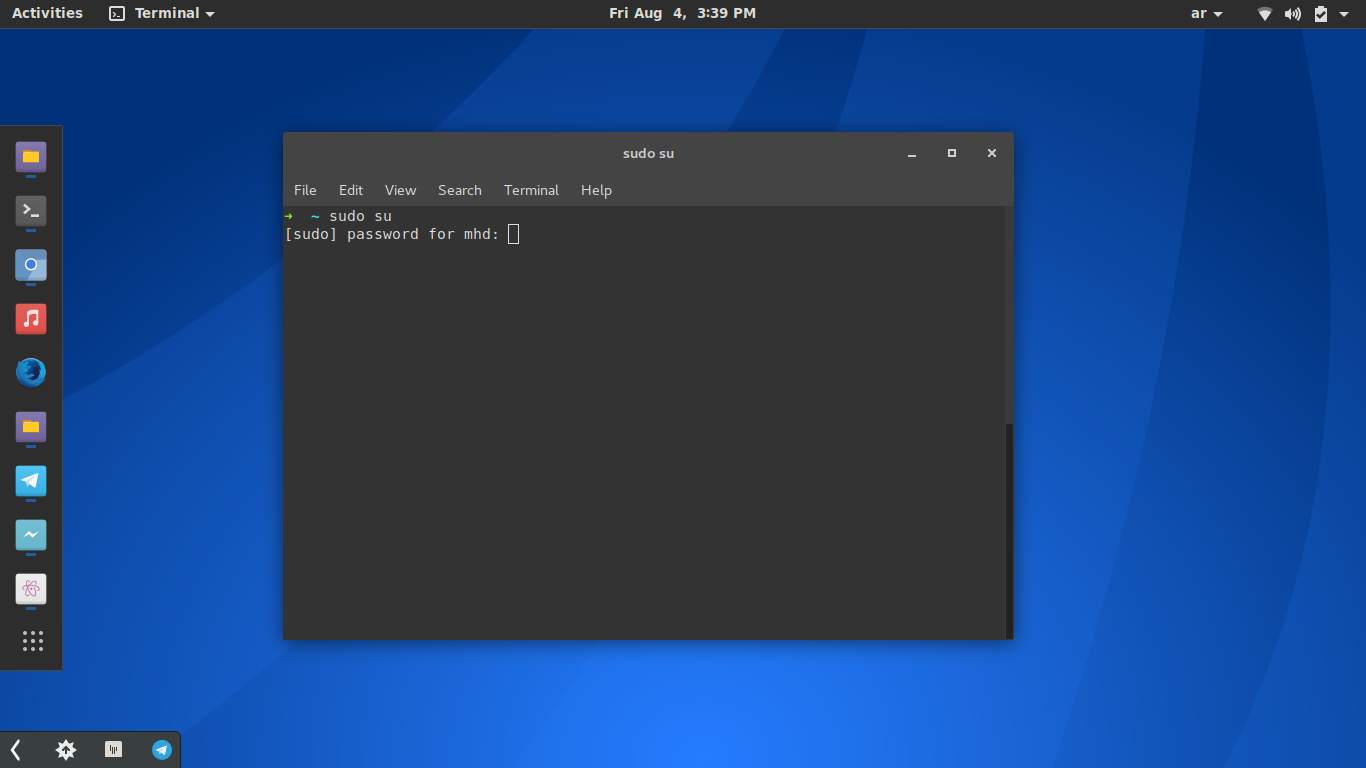 Activities Terminal Fri Aug 4, 3:39 PM ar
sudo su
File Edit View Search Terminal Help
➜ ~ sudo su
[sudo] password for mhd: